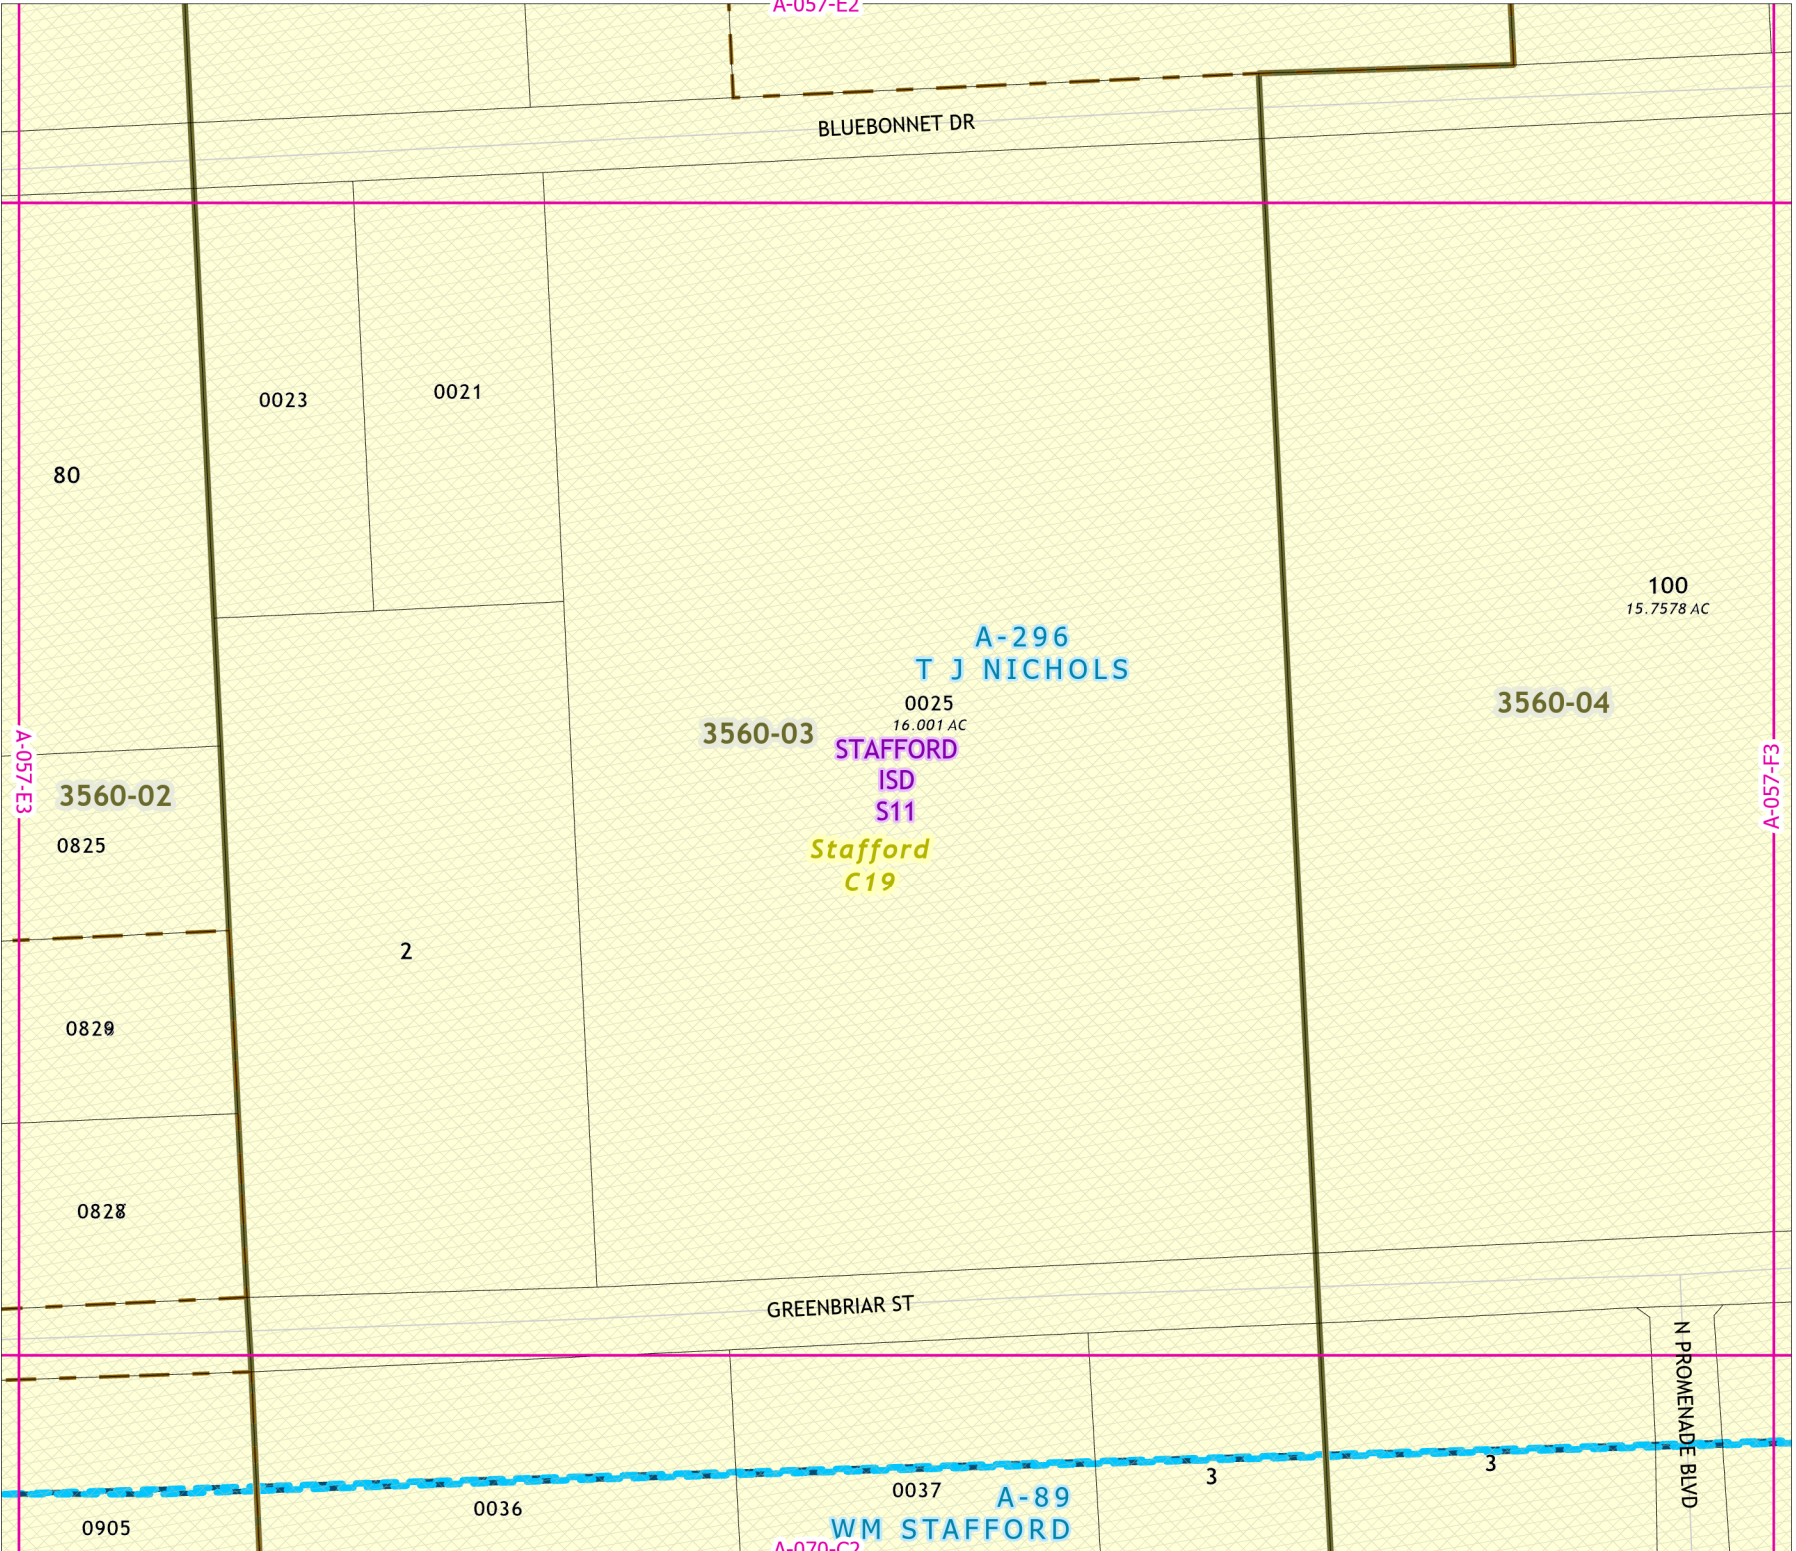 A-057-E2
BLUEBONNET DR
0023
0021
80
100
15.7578 AC
A-296
T J NICHOLS
0025
16.001 AC
3560-03
3560-04
STAFFORD
ISD
S11
Stafford
C19
A-057-E3
A-057-F3
3560-02
0825
2
0829
0828
GREENBRIAR ST
N PROMENADE BLVD
3
3
0037
0036
0905
A-89
WM STAFFORD
A-070-C2